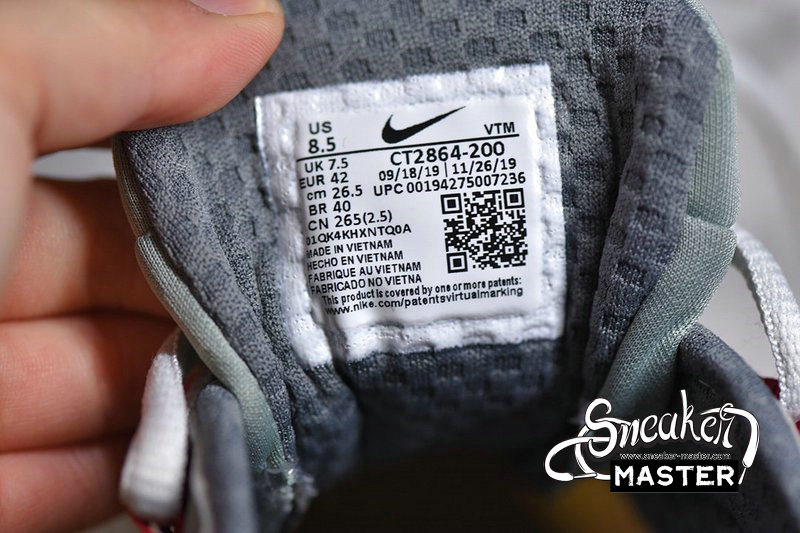 US
8.5
VTM
UK 7.5
EUR 42
cm 26.5
BR 40
CN 265(2.5)
CT2864-200
09/18/19 | 11/26/19
UPC 00194275007236
01QK4KHXNTQ0A
MADE IN VIETNAM
HECHO EN VIETNAM
FABRIQUE AU VIETNAM
FABRICADO NO VIETNA
This product is covered by one or more patents:
www.nike.com/patentsvirtualmarking
Sneaker
www.sneaker-master.com
MASTER